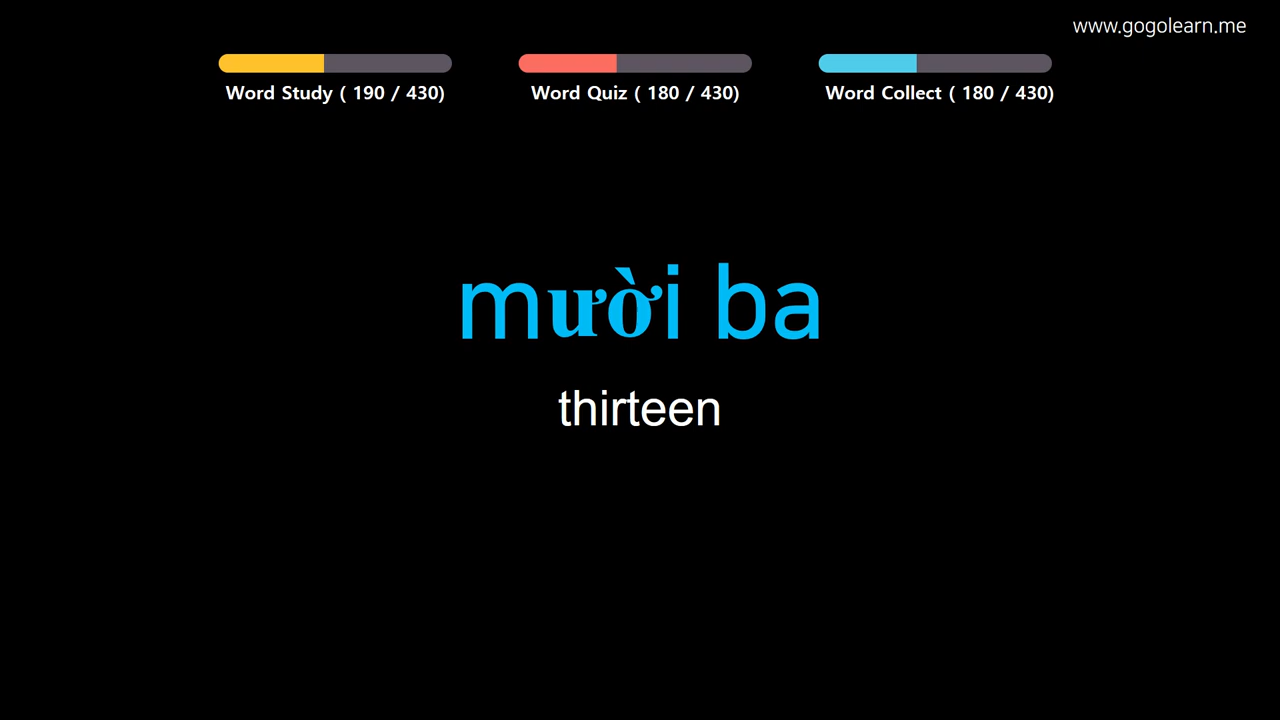 www.gogolearn.me
Word Study ( 190 / 430)
Word Quiz ( 180 / 430)
Word Collect ( 180 / 430)
mười ba
thirteen